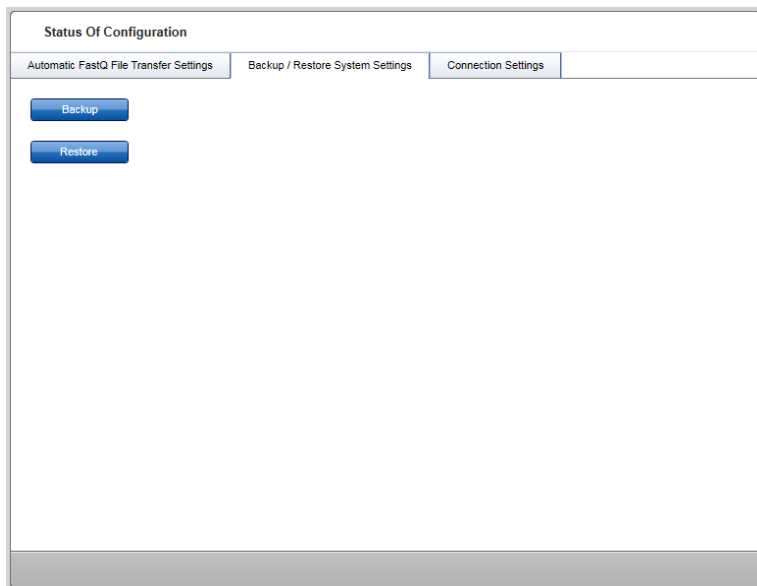 Status Of Configuration
Automatic FastQ File Transfer Settings Backup / Restore System Settings Connection Settings
Backup
Restore